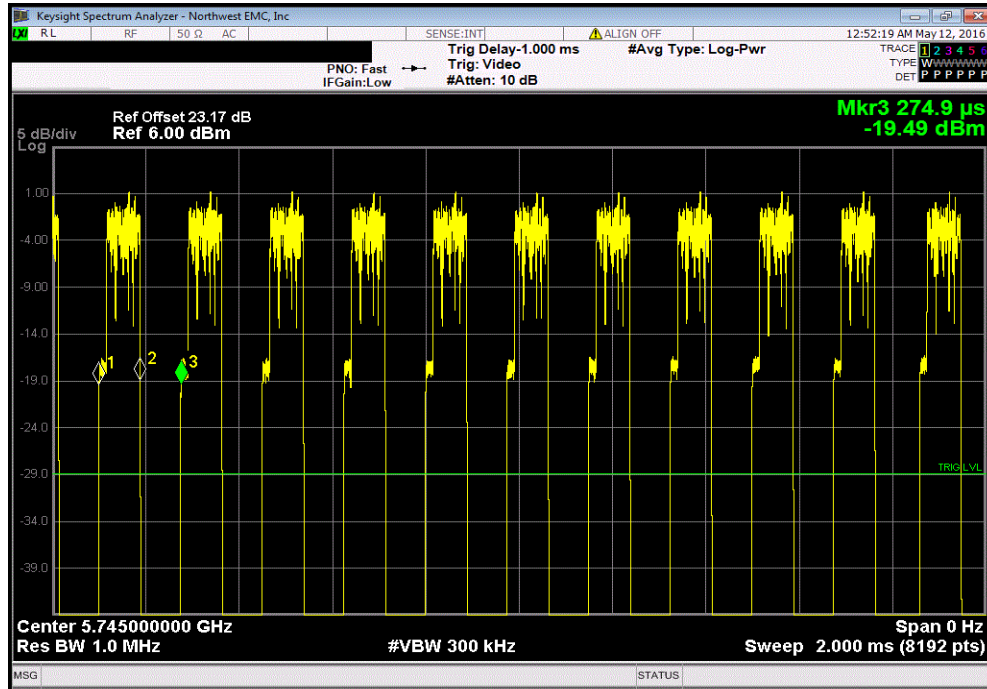 Keysight Spectrum Analyzer - Northwest EMC, Inc
LXI RL RF 50 Ω AC SENSE:INT ALIGN OFF 12:52:19 AM May 12, 2016
Trig Delay-1.000 ms #Avg Type: Log-Pwr TRACE 1 2 3 4 5 6
PNO: Fast Trig: Video TYPE WWWWWW
IFGain:Low #Atten: 10 dB DET P P P P P P
Mkr3 274.9 µs
-19.49 dBm
Ref Offset 23.17 dB
5 dB/div Ref 6.00 dBm
Log
1.00
-4.00
-9.00
-14.0
1 2 3
-19.0
-24.0
-29.0 TRIG LVL
-34.0
-39.0
Center 5.745000000 GHz Span 0 Hz
Res BW 1.0 MHz #VBW 300 kHz Sweep 2.000 ms (8192 pts)
MSG STATUS